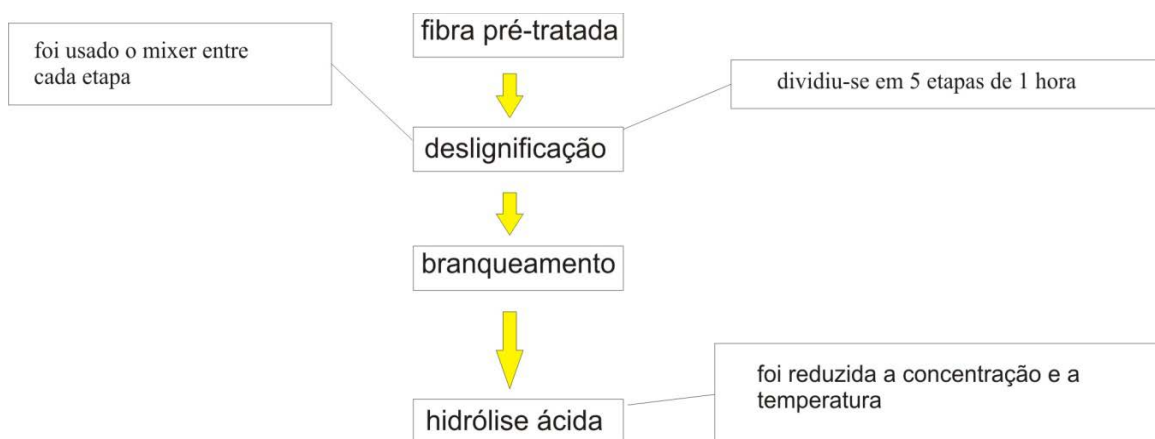 fibra pré-tratada
foi usado o mixer entre
cada etapa
dividiu-se em 5 etapas de 1 hora
deslignificação
branqueamento
foi reduzida a concentração e a
temperatura
hidrólise ácida